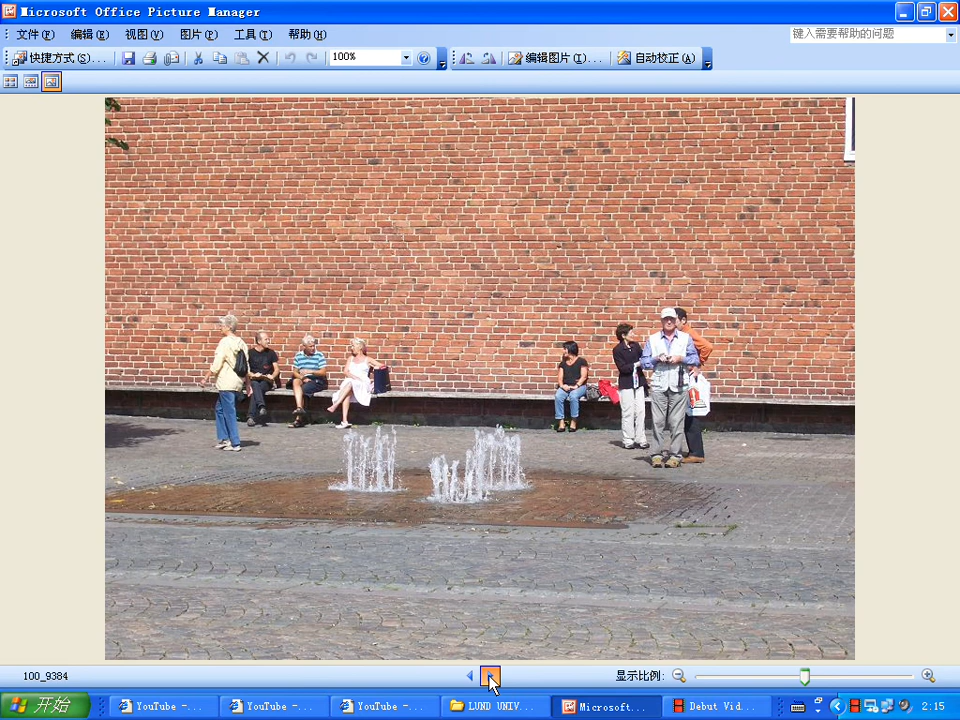 Microsoft Office Picture Manager
文件(F) 编辑(E) 视图(V) 图片(P) 工具(T) 帮助(H) 键入需要帮助的问题
快捷方式(S)... 100% 编辑图片(I)... 自动校正(A)
100_9384 显示比例:
开始 YouTube -... YouTube -... YouTube -... LUND UNIV... Microsoft... Debut Vid... 2:15